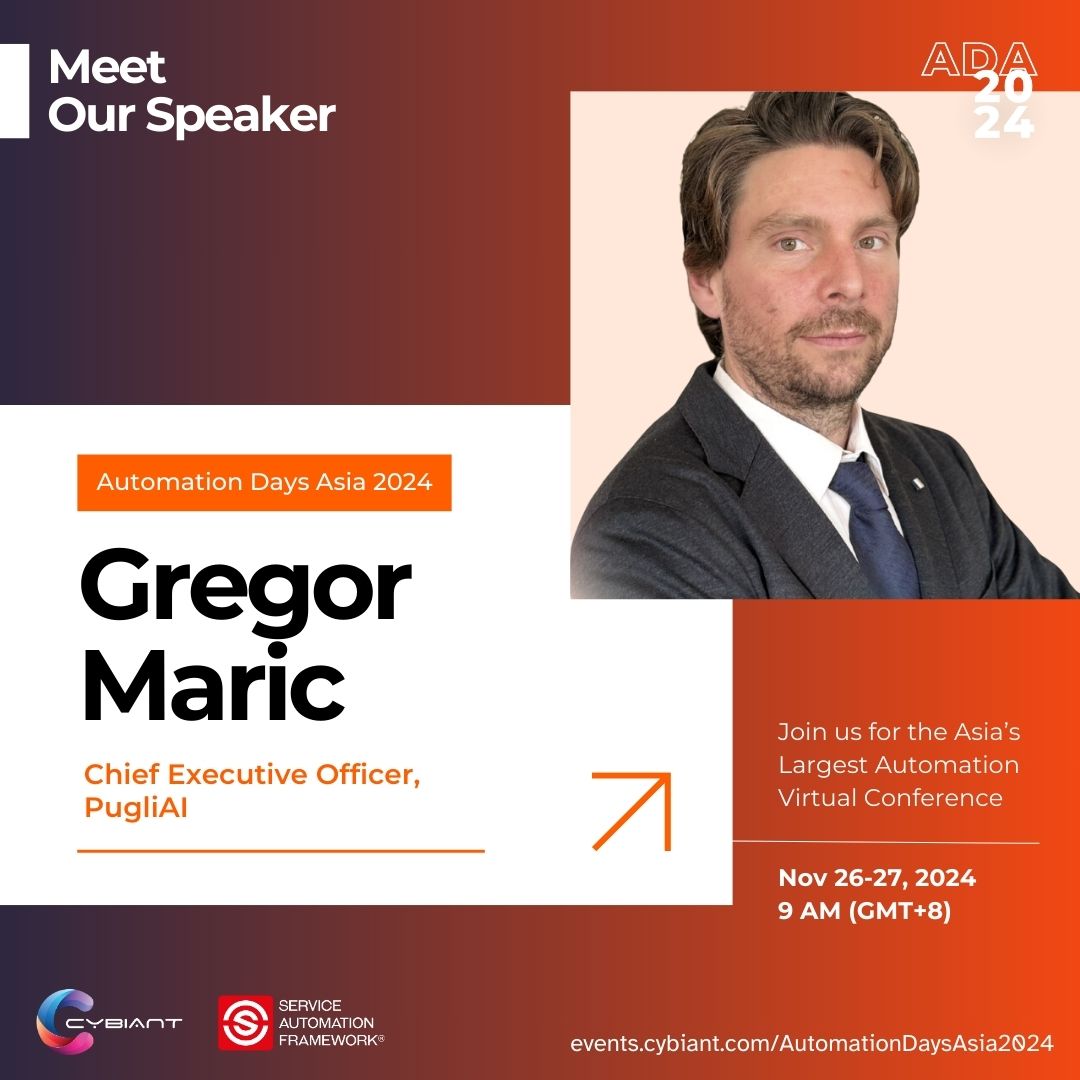 Meet
Our Speaker
ADA
20
24
Automation Days Asia 2024
Gregor
Maric
Chief Executive Officer,
PugliAI
Join us for the Asia’s
Largest Automation
Virtual Conference
Nov 26-27, 2024
9 AM (GMT+8)
CYBIANT
SERVICE
AUTOMATION
FRAMEWORK®
events.cybiant.com/AutomationDaysAsia2024